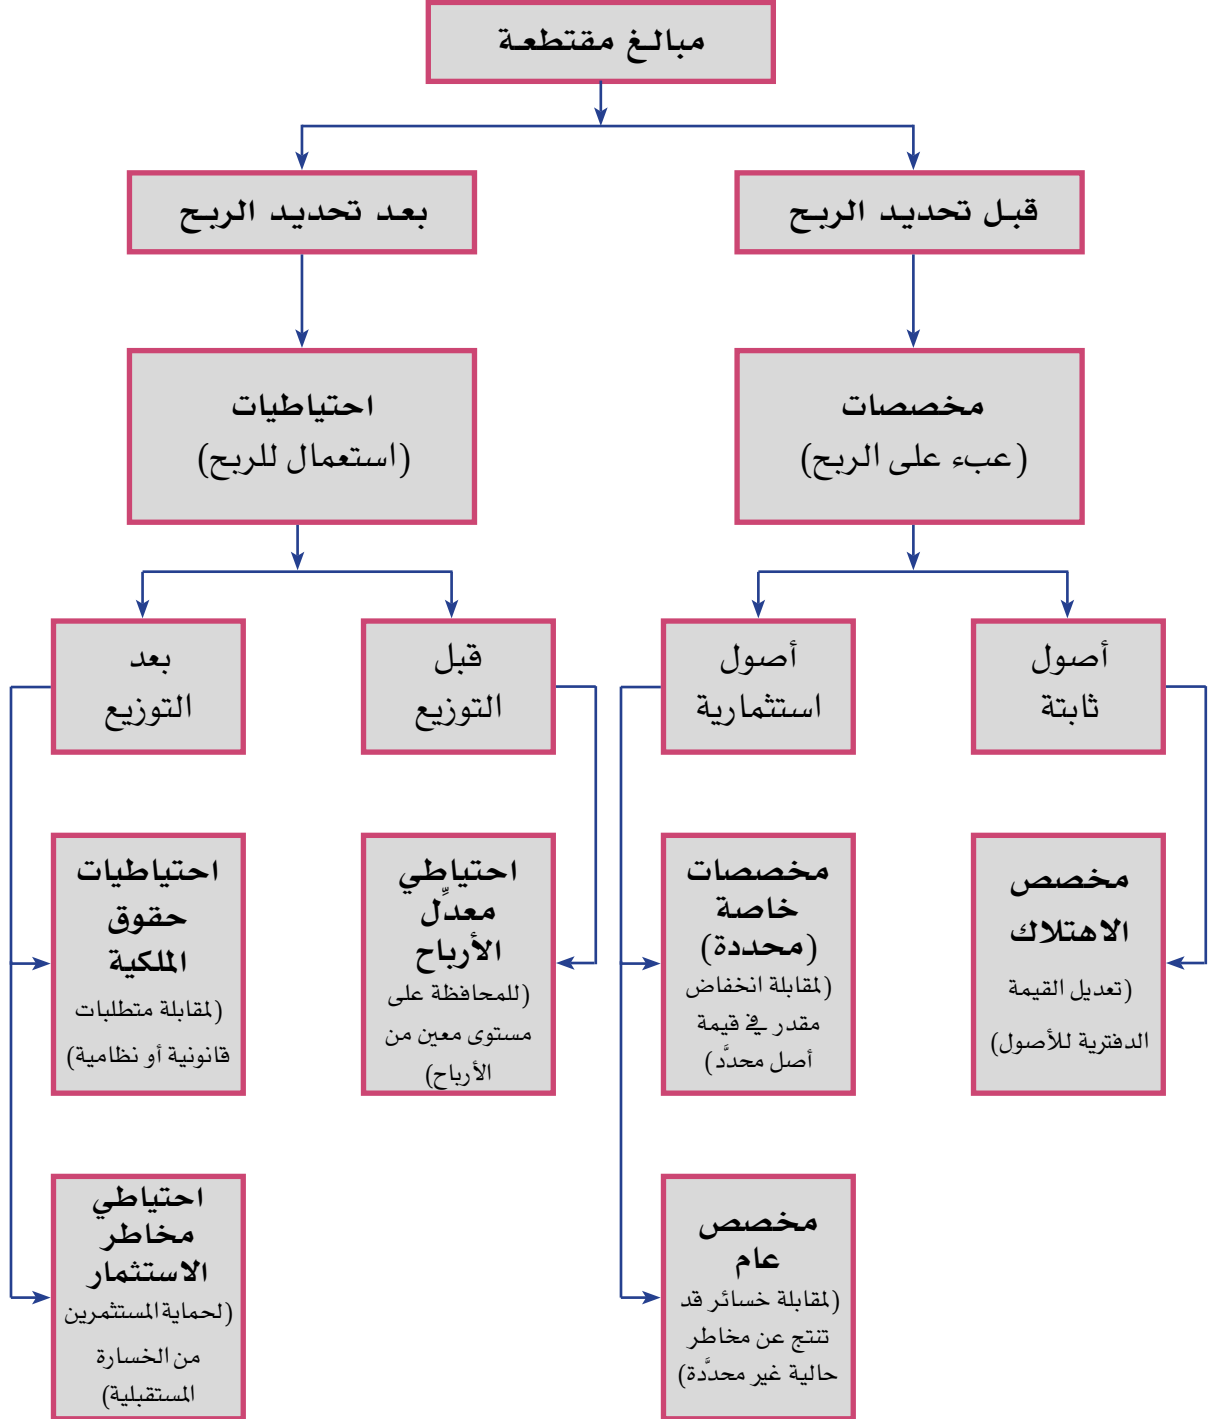 مبالغ مقتطعة
قبل تحديد الربح
بعد تحديد الربح
مخصصات
(عبء على الربح)
احتياطيات
(استعمال للربح)
أصول
ثابتة
أصول
استثمارية
قبل
التوزيع
بعد
التوزيع
مخصص
الاهتلاك
(تعديل القيمة
الدفترية للأصول)
مخصصات
خاصة
(محددة)
(لمقابلة انخفاض
مقدر في قيمة
أصل محدَّد)
احتياطي
معدِّل
الأرباح
(للمحافظة على
مستوى معين من
الأرباح)
احتياطيات
حقوق
الملكية
(لمقابلة متطلبات
قانونية أو نظامية)
مخصص
عام
(لمقابلة خسائر قد
تنتج عن مخاطر
حالية غير محدَّدة)
احتياطي
مخاطر
الاستثمار
(لحماية المستثمرين
من الخسارة
المستقبلية)